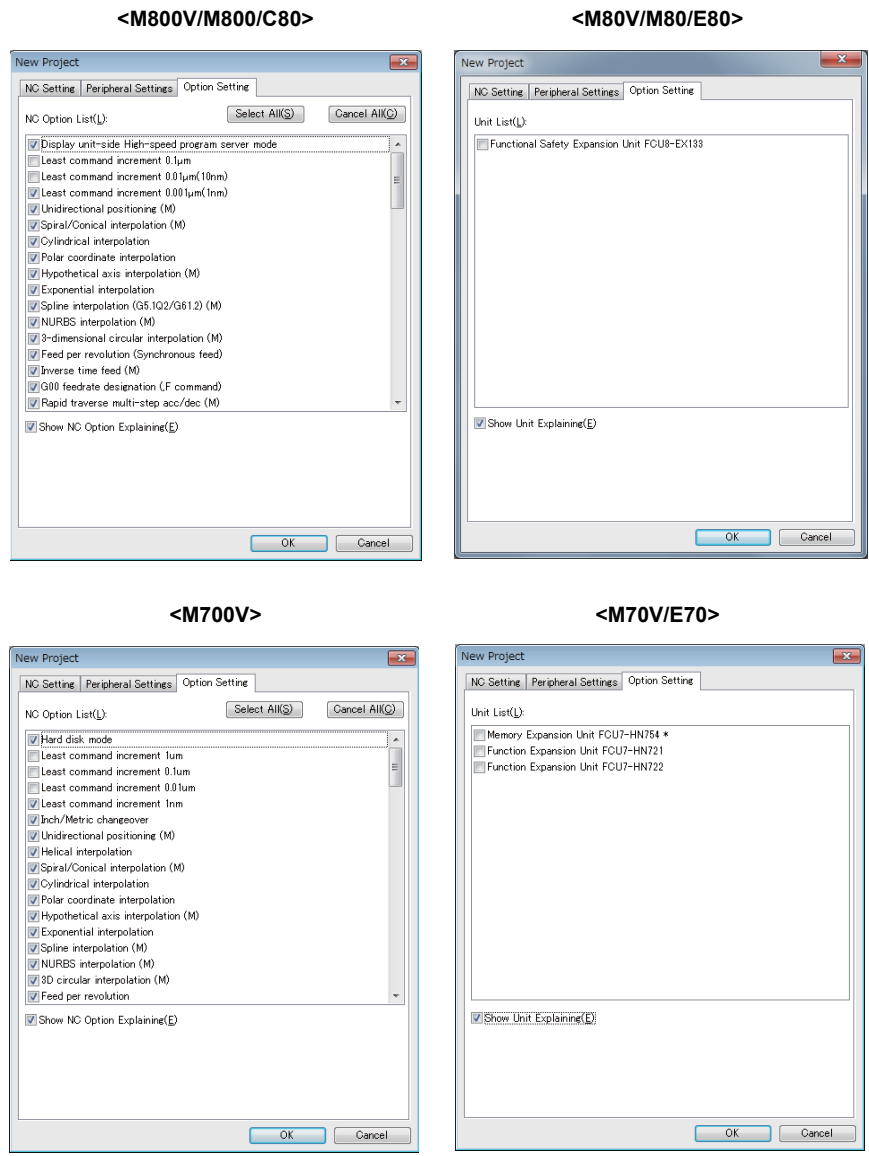 <M800V/M800/C80>
New Project
NC Setting Peripheral Settings Option Setting
NC Option List(L): Select All(S) Cancel All(C)
Display unit-side High-speed program server mode
Least command increment 0.1μm
Least command increment 0.01μm(10nm)
Least command increment 0.001μm(1nm)
Unidirectional positioning (M)
Spiral/Conical interpolation (M)
Cylindrical interpolation
Polar coordinate interpolation
Hypothetical axis interpolation (M)
Exponential interpolation
Spline interpolation (G5.1Q2/G61.2) (M)
NURBS interpolation (M)
3-dimensional circular interpolation (M)
Feed per revolution (Synchronous feed)
Inverse time feed (M)
G00 feedrate designation (,F command)
Rapid traverse multi-step acc/dec (M)
Show NC Option Explaining(E)
OK Cancel
<M80V/M80/E80>
New Project
NC Setting Peripheral Settings Option Setting
Unit List(L):
Functional Safety Expansion Unit FCU8-EX133
Show Unit Explaining(E)
OK Cancel
<M700V>
New Project
NC Setting Peripheral Settings Option Setting
NC Option List(L): Select All(S) Cancel All(C)
Hard disk mode
Least command increment 1um
Least command increment 0.1um
Least command increment 0.01um
Least command increment 1nm
Inch/Metric changeover
Unidirectional positioning (M)
Helical interpolation
Spiral/Conical interpolation (M)
Cylindrical interpolation
Polar coordinate interpolation
Hypothetical axis interpolation (M)
Exponential interpolation
Spline interpolation (M)
NURBS interpolation (M)
3D circular interpolation (M)
Feed per revolution
Show NC Option Explaining(E)
OK Cancel
<M70V/E70>
New Project
NC Setting Peripheral Settings Option Setting
Unit List(L):
Memory Expansion Unit FCU7-HN754 *
Function Expansion Unit FCU7-HN721
Function Expansion Unit FCU7-HN722
Show Unit Explaining(E)
OK Cancel